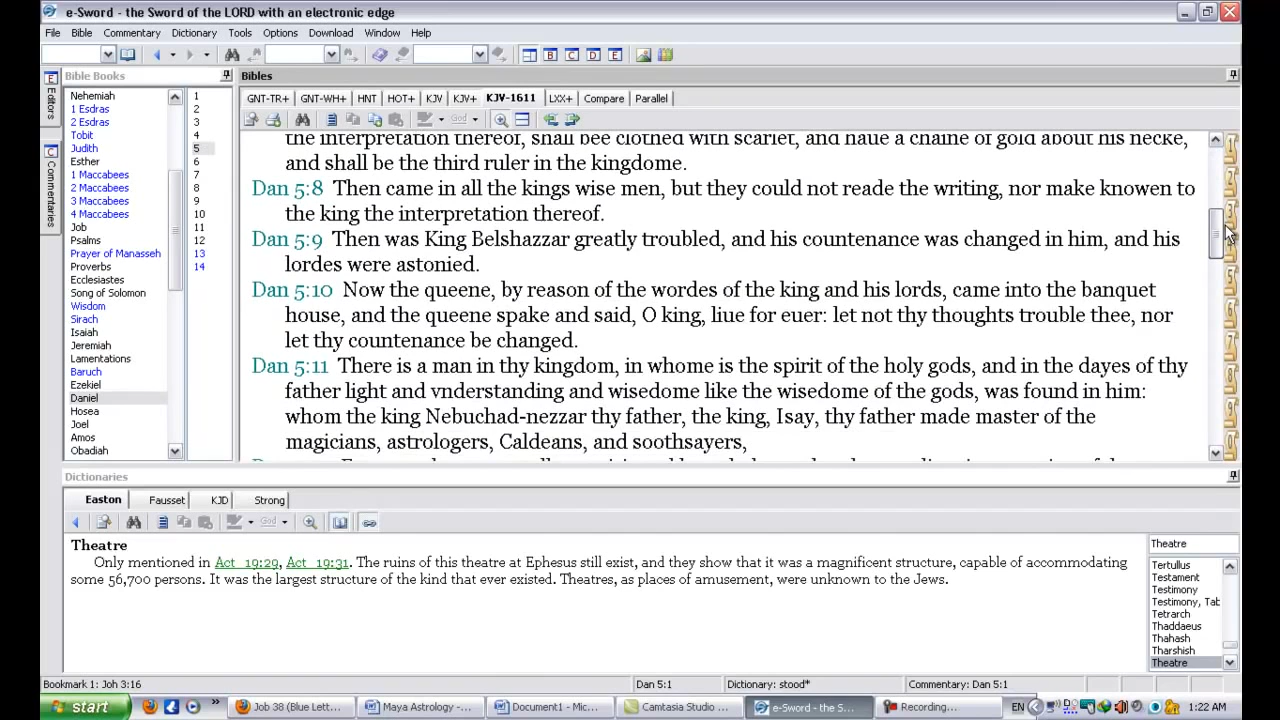 e-Sword - the Sword of the LORD with an electronic edge
File Bible Commentary Dictionary Tools Options Download Window Help
B C D E
Bible Books
Bibles
Editors
Commentaries
Nehemiah
1 Esdras
2 Esdras
Tobit
Judith
Esther
1 Maccabees
2 Maccabees
3 Maccabees
4 Maccabees
Job
Psalms
Prayer of Manasseh
Proverbs
Ecclesiastes
Song of Solomon
Wisdom
Sirach
Isaiah
Jeremiah
Lamentations
Baruch
Ezekiel
Daniel
Hosea
Joel
Amos
Obadiah
1
2
3
4
5
6
7
8
9
10
11
12
13
14
GNT-TR+ GNT-WH+ HNT HOT+ KJV KJV+ KJV-1611 LXX+ Compare Parallel
God
the interpretation thereof, shall bee clothed with scarlet, and haue a chaine of gold about his necke,
and shall be the third ruler in the kingdome.
Dan 5:8 Then came in all the kings wise men, but they could not reade the writing, nor make knowen to
the king the interpretation thereof.
Dan 5:9 Then was King Belshazzar greatly troubled, and his countenance was changed in him, and his
lordes were astonied.
Dan 5:10 Now the queene, by reason of the wordes of the king and his lords, came into the banquet
house, and the queene spake and said, O king, liue for euer: let not thy thoughts trouble thee, nor
let thy countenance be changed.
Dan 5:11 There is a man in thy kingdom, in whome is the spirit of the holy gods, and in the dayes of thy
father light and vnderstanding and wisedome like the wisedome of the gods, was found in him:
whom the king Nebuchad-nezzar thy father, the king, Isay, thy father made master of the
magicians, astrologers, Caldeans, and soothsayers,
1
2
3
5
6
7
8
9
0
Dictionaries
Easton Fausset KJD Strong
God
Theatre
Only mentioned in Act_19:29, Act_19:31. The ruins of this theatre at Ephesus still exist, and they show that it was a magnificent structure, capable of accommodating
some 56,700 persons. It was the largest structure of the kind that ever existed. Theatres, as places of amusement, were unknown to the Jews.
Theatre
Tertullus
Testament
Testimony
Testimony, Tab
Tetrarch
Thaddaeus
Thahash
Tharshish
Theatre
Bookmark 1: Joh 3:16
Dan 5:1
Dictionary: stood*
Commentary: Dan 5:1
start
Job 38 (Blue Lett...
Maya Astrology - ...
Document1 - Mic...
Camtasia Studio ...
e-Sword - the S...
Recording...
EN
1:22 AM